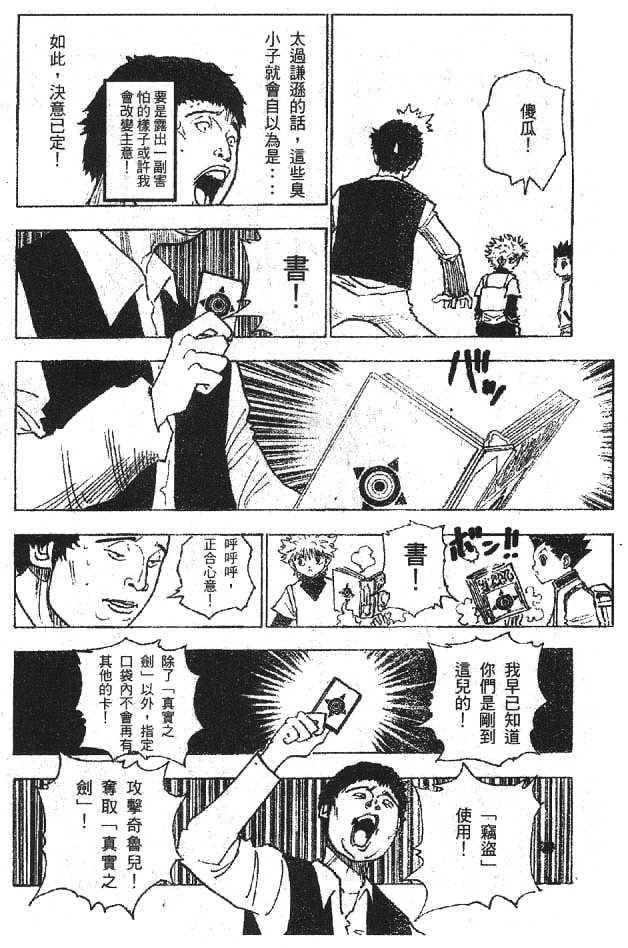 傻瓜！
太過謙遜的話，這些臭
小子就會自以為是：：
要是露出一副害
怕的樣子或許我
會改變主意！
如此，決意已定！
書！
バッ
ボン!!
書！
呼呼呼，
正合心意！
我早已知道
你們是剛到
這兒的！
除了「真實之
劍」以外，指定
口袋內不會再有
其他的卡！
「竊盜」
使用！
攻擊奇魯兒！
奪取「真實之
劍」！